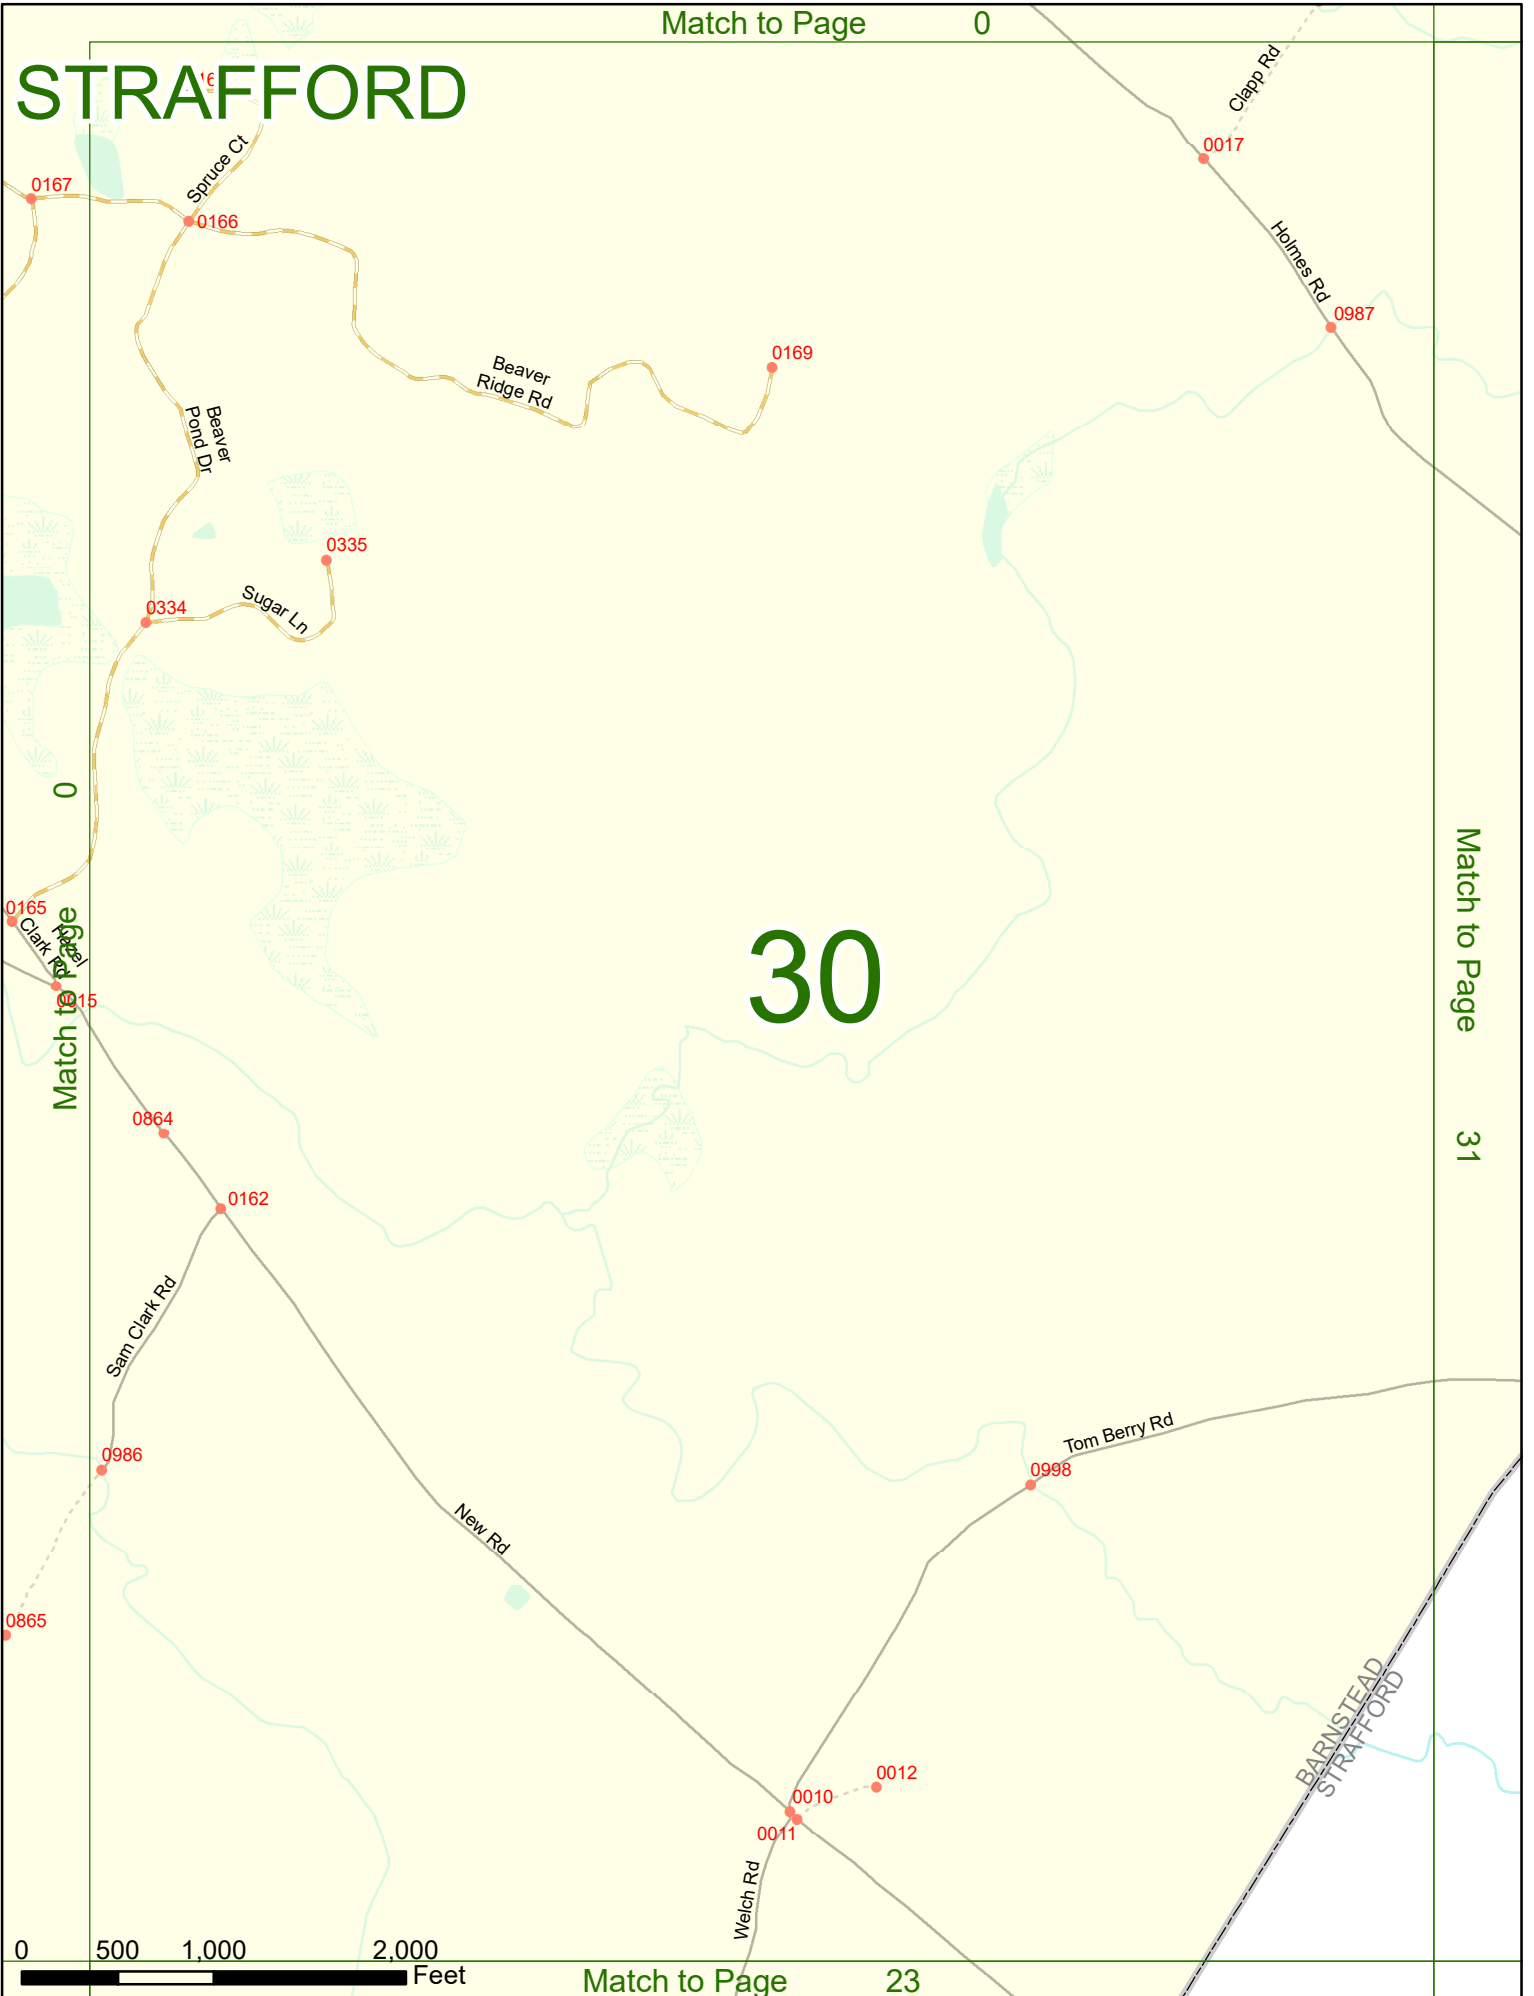 Match to Page 0
STRAFFORD
Clapp Rd
0017
Spruce Ct
0167
0166
Holmes Rd
0987
0169
Beaver
Ridge Rd
Beaver
Pond Dr
0335
0334
Sugar Ln
Match to Page 0
0165
Clark Rd
0315
30
Match to Page 31
0864
0162
Sam Clark Rd
0986
Tom Berry Rd
0998
New Rd
0865
BARNSTEAD
STRAFFORD
0012
0010
0011
Welch Rd
0 500 1,000 2,000
Feet
Match to Page 23